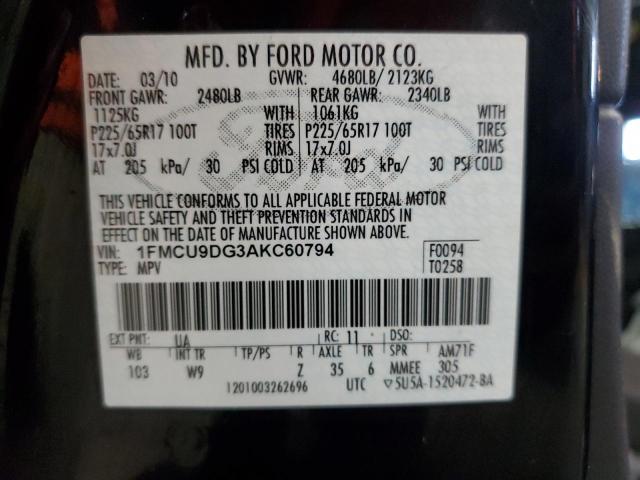 MFD. BY FORD MOTOR CO.
03/10 GVWR: 4680LB/ 2123KG
FRONT GAWR: 2480LB REAR GAWR: 2340LB
1125KG WITH 1061KG WITH
P225/65R17 100T TIRES P225/65R17 100T TIRES
17x7.0J RIMS 17x7.0J RIMS
AT 205 kPa/ 30 PSI COLD AT 205 kPa/ 30 PSI COLD
THIS VEHICLE CONFORMS TO ALL APPLICABLE FEDERAL MOTOR
VEHICLE SAFETY AND THEFT PREVENTION STANDARDS IN
EFFECT ON THE DATE OF MANUFACTURE SHOWN ABOVE.
VIN: 1FMCU9DG3AKC60794 F0094
TYPE: MPV T0258
EXT PNT: UA RC: 11 DSO:
WB INT TR TP/PS R AXLE TR SPR AM71F
103 W9 Z 35 6 MMEE 305
1201003262696 UTC ▽5U5A-1520472-BA